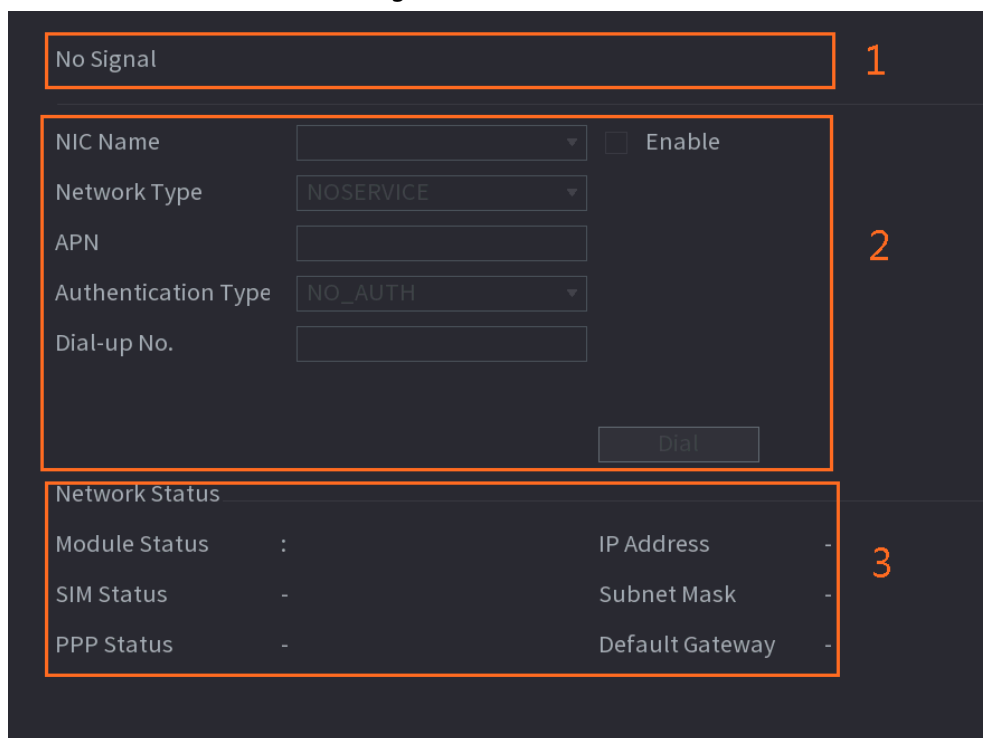 No Signal
1
NIC Name Enable
Network Type NOSERVICE
APN
2
Authentication Type NO_AUTH
Dial-up No.
Dial
Network Status
Module Status : IP Address -
3
SIM Status - Subnet Mask -
PPP Status - Default Gateway -